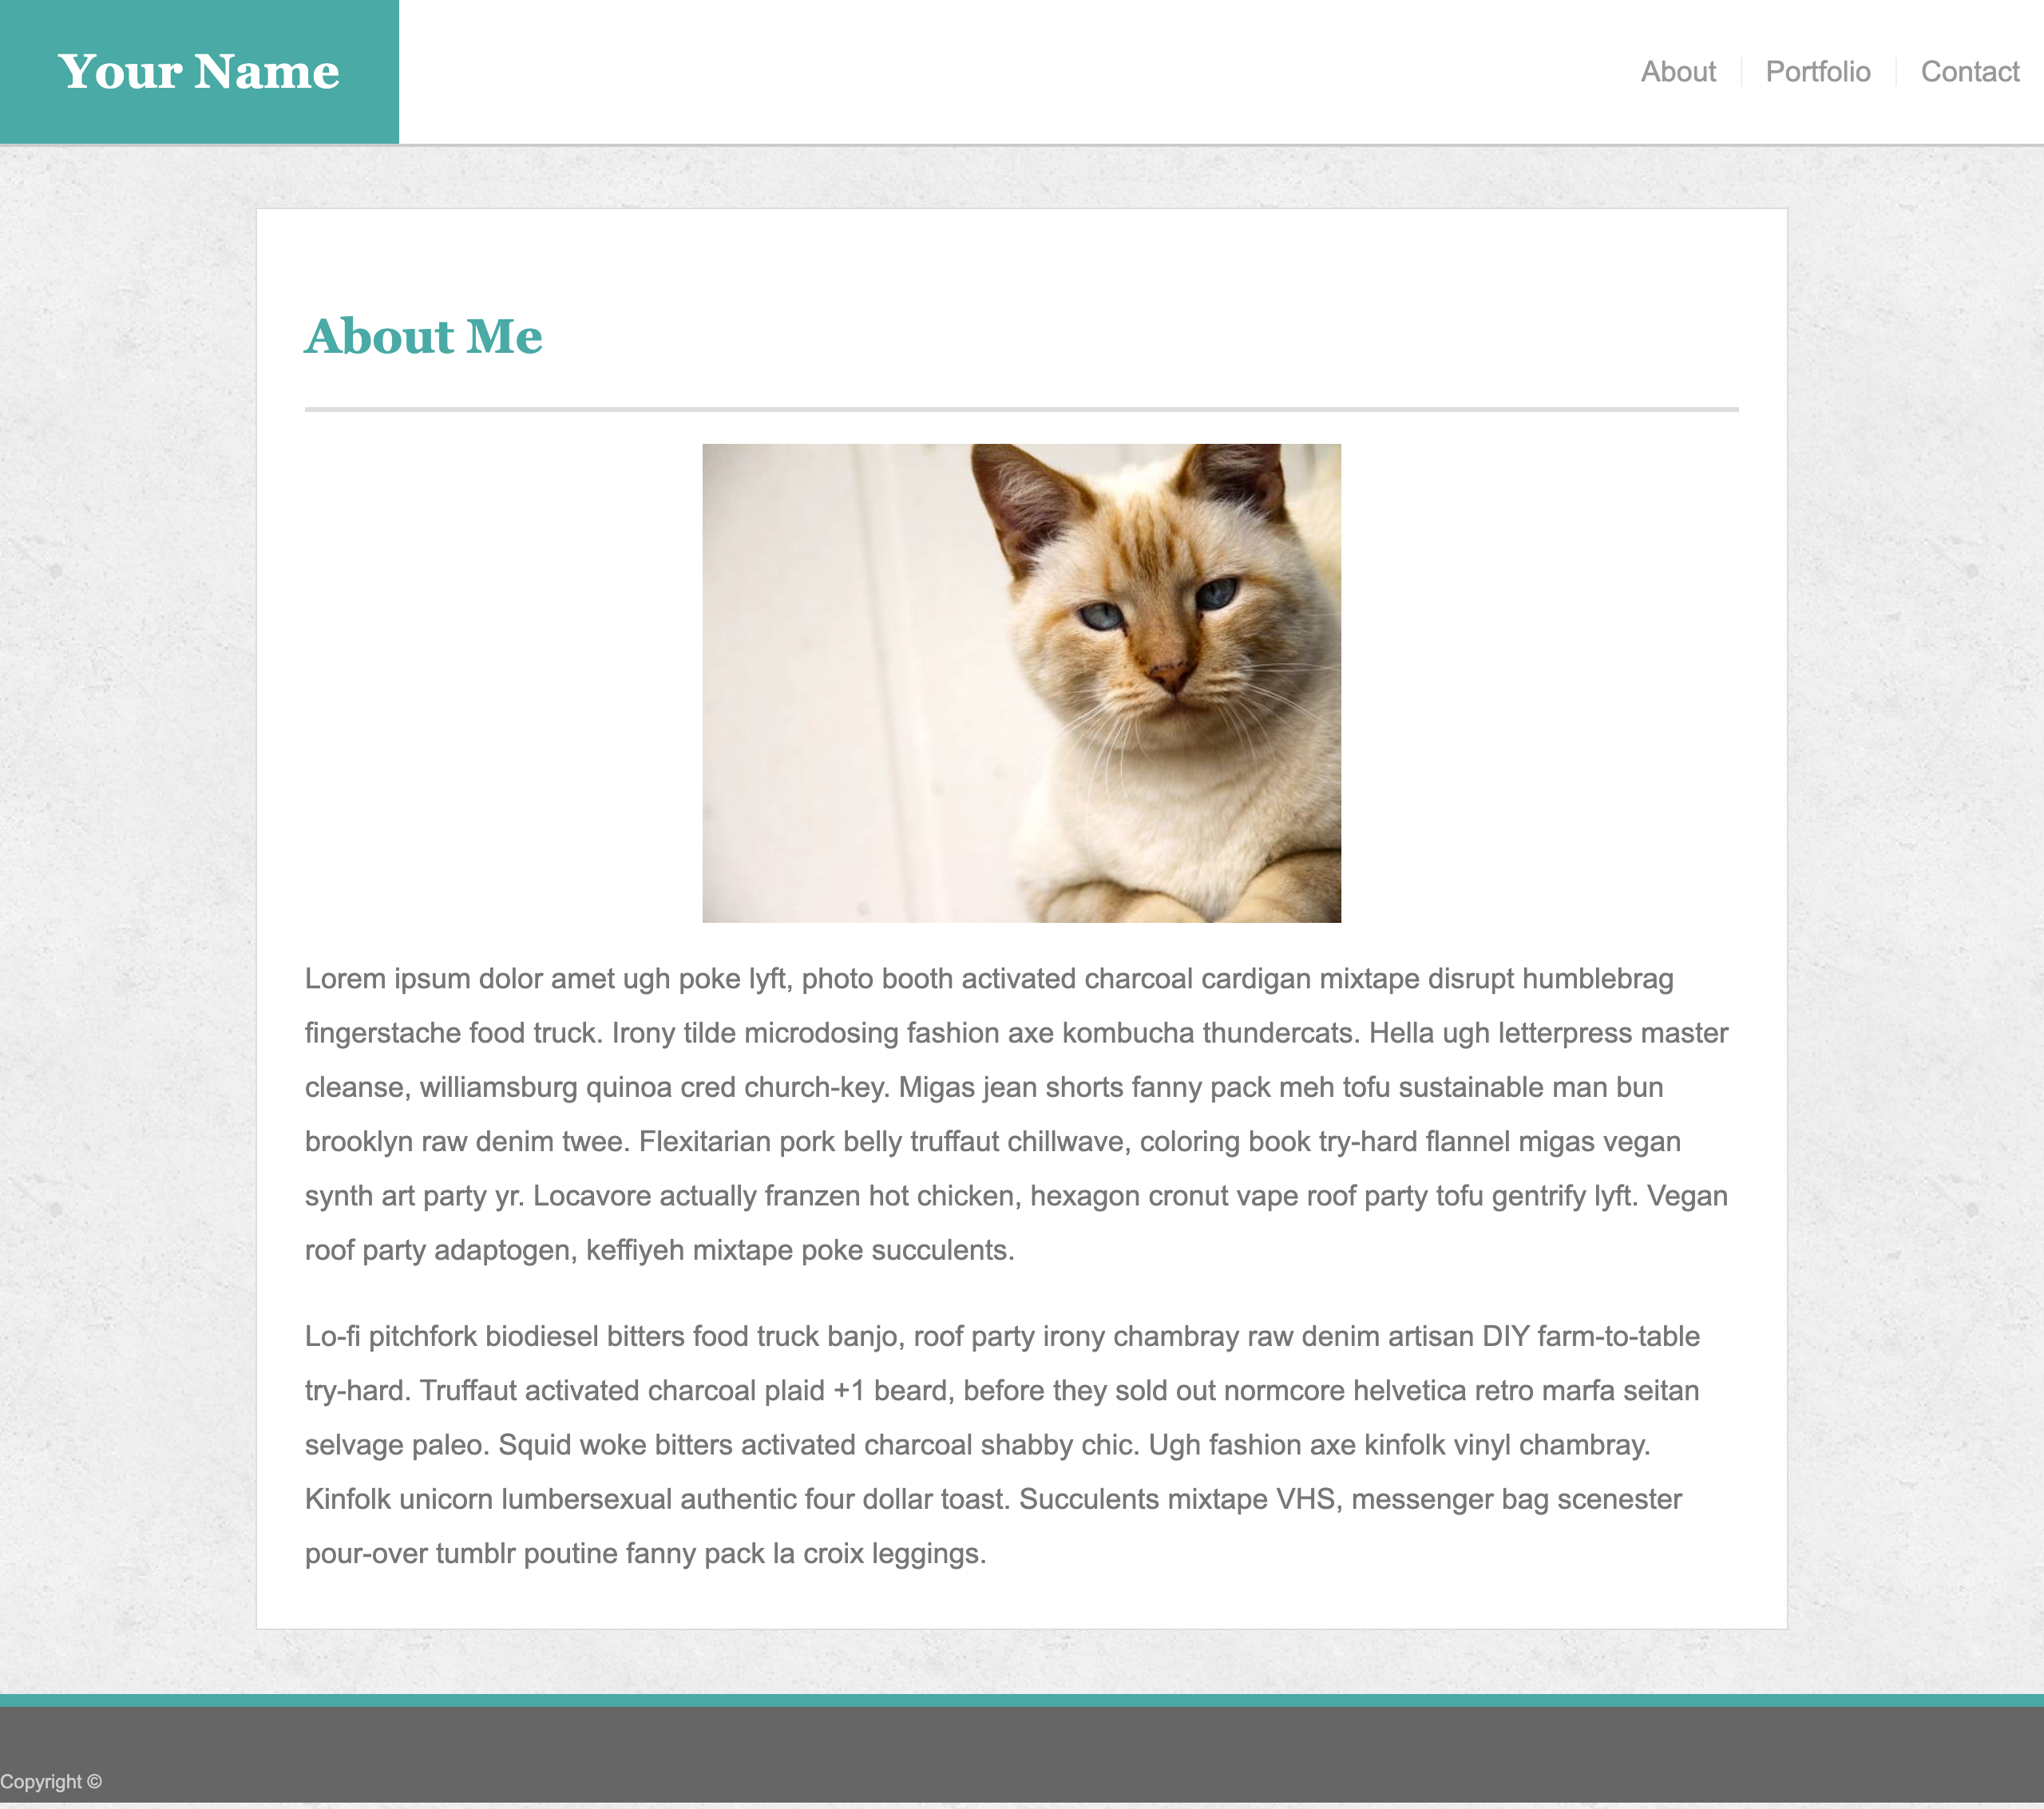 Your Name
About
Portfolio
Contact
About Me
Lorem ipsum dolor amet ugh poke lyft, photo booth activated charcoal cardigan mixtape disrupt humblebrag
fingerstache food truck. Irony tilde microdosing fashion axe kombucha thundercats. Hella ugh letterpress master
cleanse, williamsburg quinoa cred church-key. Migas jean shorts fanny pack meh tofu sustainable man bun
brooklyn raw denim twee. Flexitarian pork belly truffaut chillwave, coloring book try-hard flannel migas vegan
synth art party yr. Locavore actually franzen hot chicken, hexagon cronut vape roof party tofu gentrify lyft. Vegan
roof party adaptogen, keffiyeh mixtape poke succulents.
Lo-fi pitchfork biodiesel bitters food truck banjo, roof party irony chambray raw denim artisan DIY farm-to-table
try-hard. Truffaut activated charcoal plaid +1 beard, before they sold out normcore helvetica retro marfa seitan
selvage paleo. Squid woke bitters activated charcoal shabby chic. Ugh fashion axe kinfolk vinyl chambray.
Kinfolk unicorn lumbersexual authentic four dollar toast. Succulents mixtape VHS, messenger bag scenester
pour-over tumblr poutine fanny pack la croix leggings.
Copyright ©